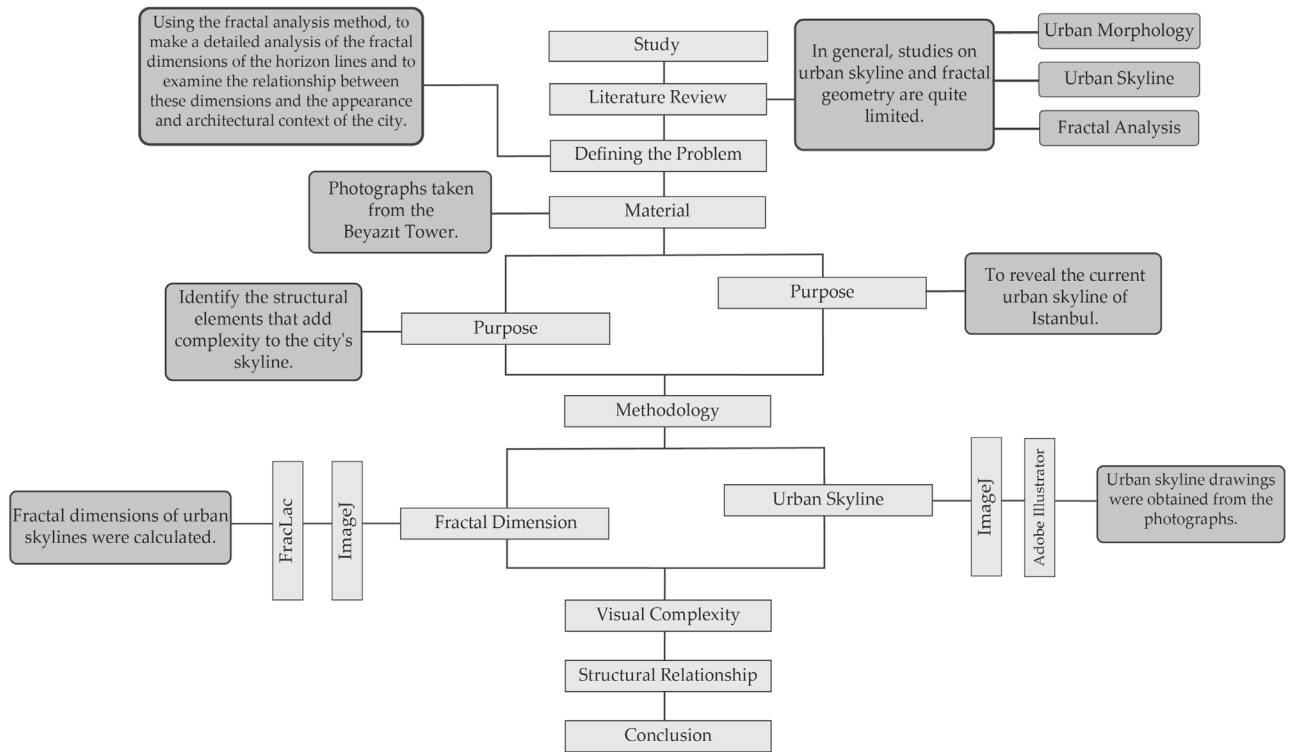 Using the fractal analysis method, to
make a detailed analysis of the fractal
dimensions of the horizon lines and to
examine the relationship between
these dimensions and the appearance
and architectural context of the city.
Study
Literature Review
Defining the Problem
In general, studies on
urban skyline and fractal
geometry are quite
limited.
Urban Morphology
Urban Skyline
Fractal Analysis
Photographs taken
from the
Beyazıt Tower.
Material
Identify the structural
elements that add
complexity to the city's
skyline.
Purpose
Purpose
To reveal the current
urban skyline of
Istanbul.
Methodology
Fractal dimensions of urban
skylines were calculated.
FracLac
ImageJ
Fractal Dimension
Urban Skyline
ImageJ
Adobe Illustrator
Urban skyline drawings
were obtained from the
photographs.
Visual Complexity
Structural Relationship
Conclusion